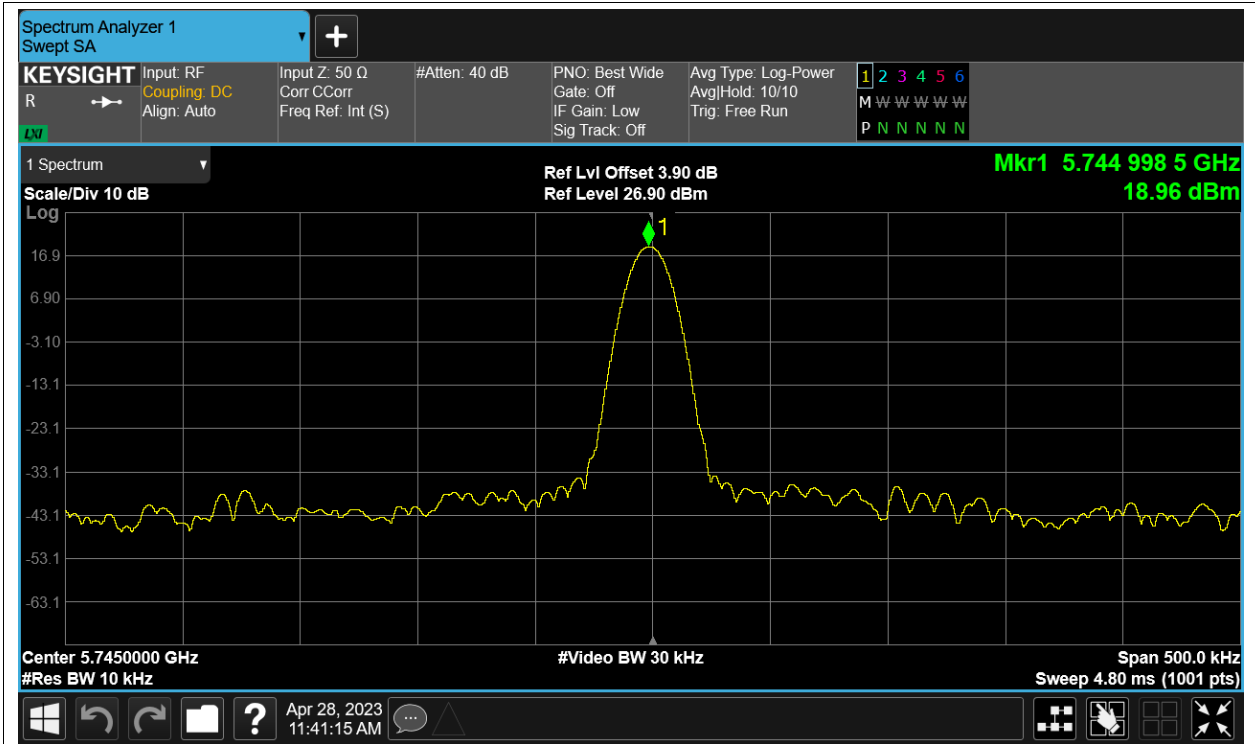 Spectrum Analyzer 1
Swept SA
KEYSIGHT
R
LXI
Input: RF
Coupling: DC
Align: Auto
Input Z: 50 Ω
Corr CCorr
Freq Ref: Int (S)
#Atten: 40 dB
PNO: Best Wide
Gate: Off
IF Gain: Low
Sig Track: Off
Avg Type: Log-Power
Avg|Hold: 10/10
Trig: Free Run
1 2 3 4 5 6
M W W W W W
P N N N N N
1 Spectrum
Scale/Div 10 dB
Log
Ref Lvl Offset 3.90 dB
Ref Level 26.90 dBm
Mkr1 5.744 998 5 GHz
18.96 dBm
1
16.9
6.90
-3.10
-13.1
-23.1
-33.1
-43.1
-53.1
-63.1
Center 5.7450000 GHz
#Res BW 10 kHz
#Video BW 30 kHz
Span 500.0 kHz
Sweep 4.80 ms (1001 pts)
?
Apr 28, 2023
11:41:15 AM